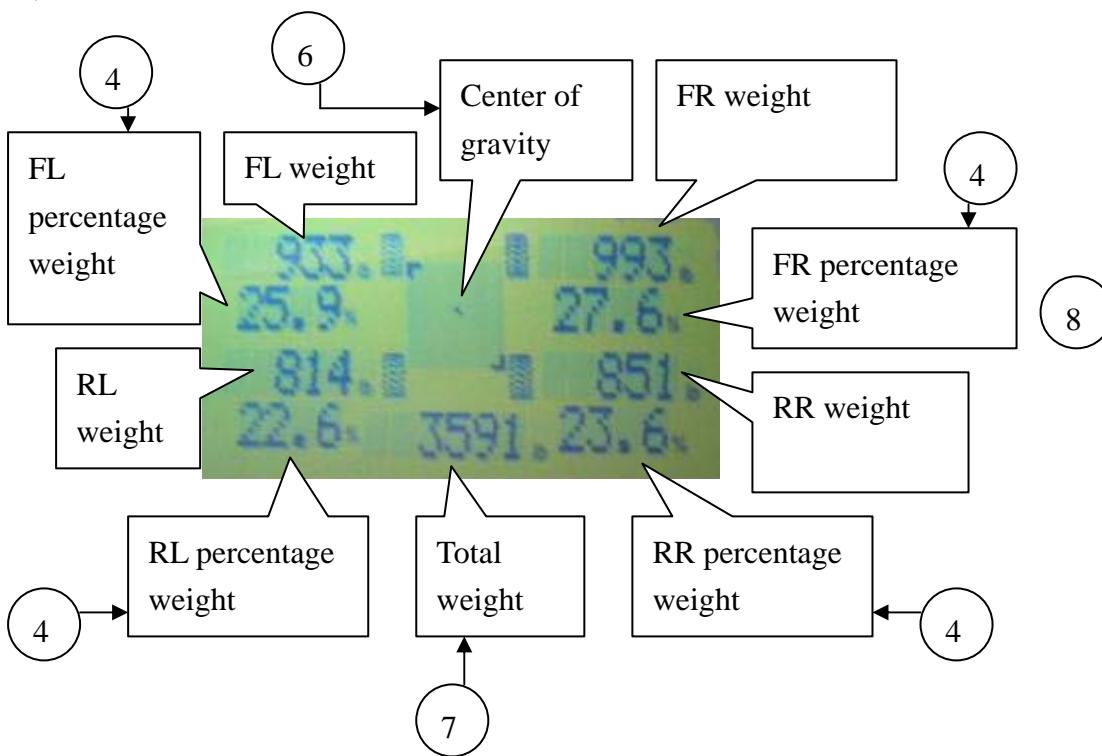 6
4
Center of
gravity
FR weight
FL
percentage
weight
FL weight
4
FR percentage
weight
8
933.
993.
25.9%
27.6%
RL
weight
814.
851.
RR weight
22.6%
3591.
23.6%
RL percentage
weight
Total
weight
RR percentage
weight
4
4
7